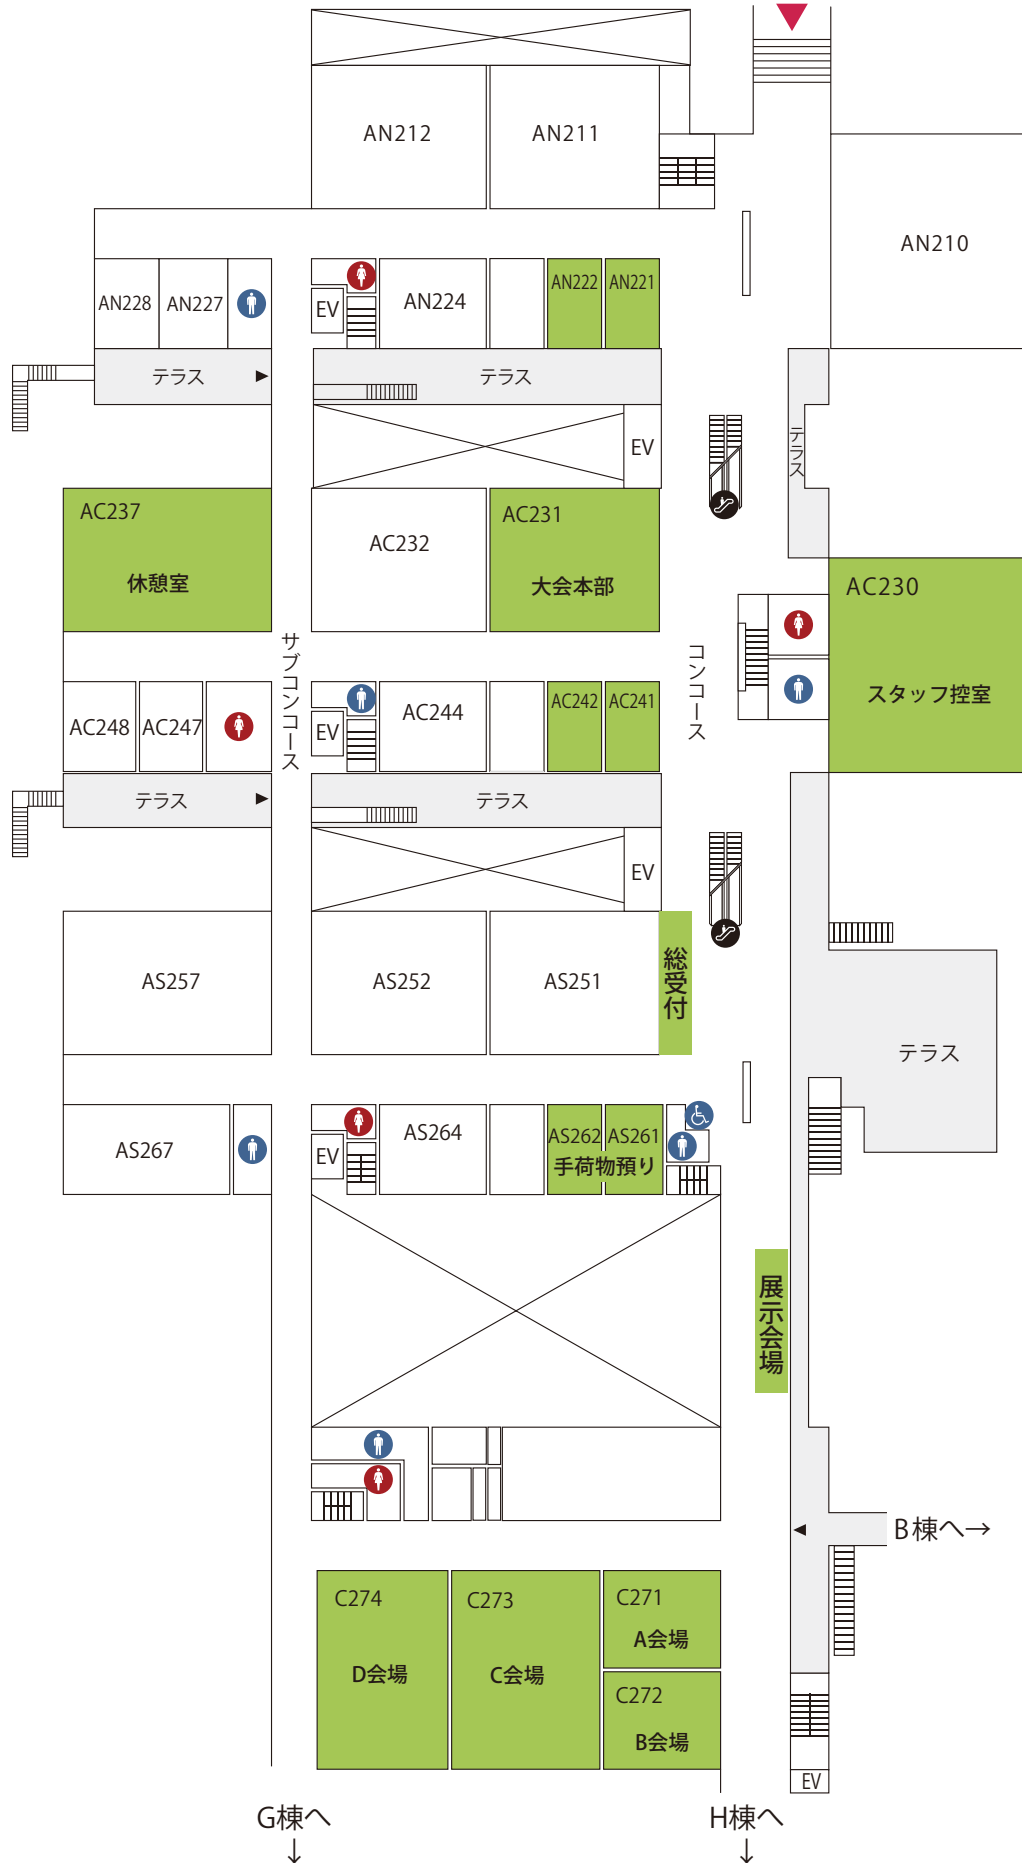 AN212
AN211
AN210
AN228
AN227
EV
AN224
AN222
AN221
テラス
テラス
EV
テラス
AC237
休憩室
AC232
AC231
大会本部
AC230
スタッフ控室
サブコンコース
コンコース
AC248
AC247
EV
AC244
AC242
AC241
テラス
テラス
EV
AS257
AS252
AS251
総受付
テラス
AS267
EV
AS264
AS262
AS261
手荷物預り
展示会場
B棟へ→
C274
D会場
C273
C会場
C271
A会場
C272
B会場
EV
G棟へ
↓
H棟へ
↓